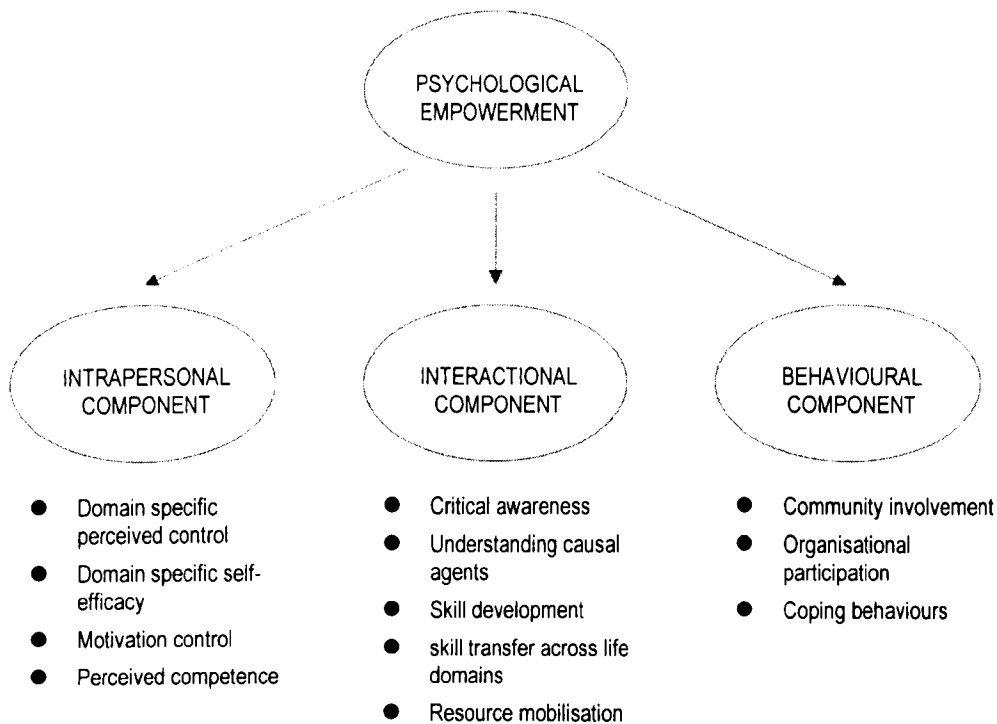 PSYCHOLOGICAL
EMPOWERMENT
INTRAPERSONAL
COMPONENT
INTERACTIONAL
COMPONENT
BEHAVIOURAL
COMPONENT
● Domain specific
perceived control
● Domain specific self-
efficacy
● Motivation control
● Perceived competence
● Critical awareness
● Understanding causal
agents
● Skill development
● skill transfer across life
domains
● Resource mobilisation
● Community involvement
● Organisational
participation
● Coping behaviours